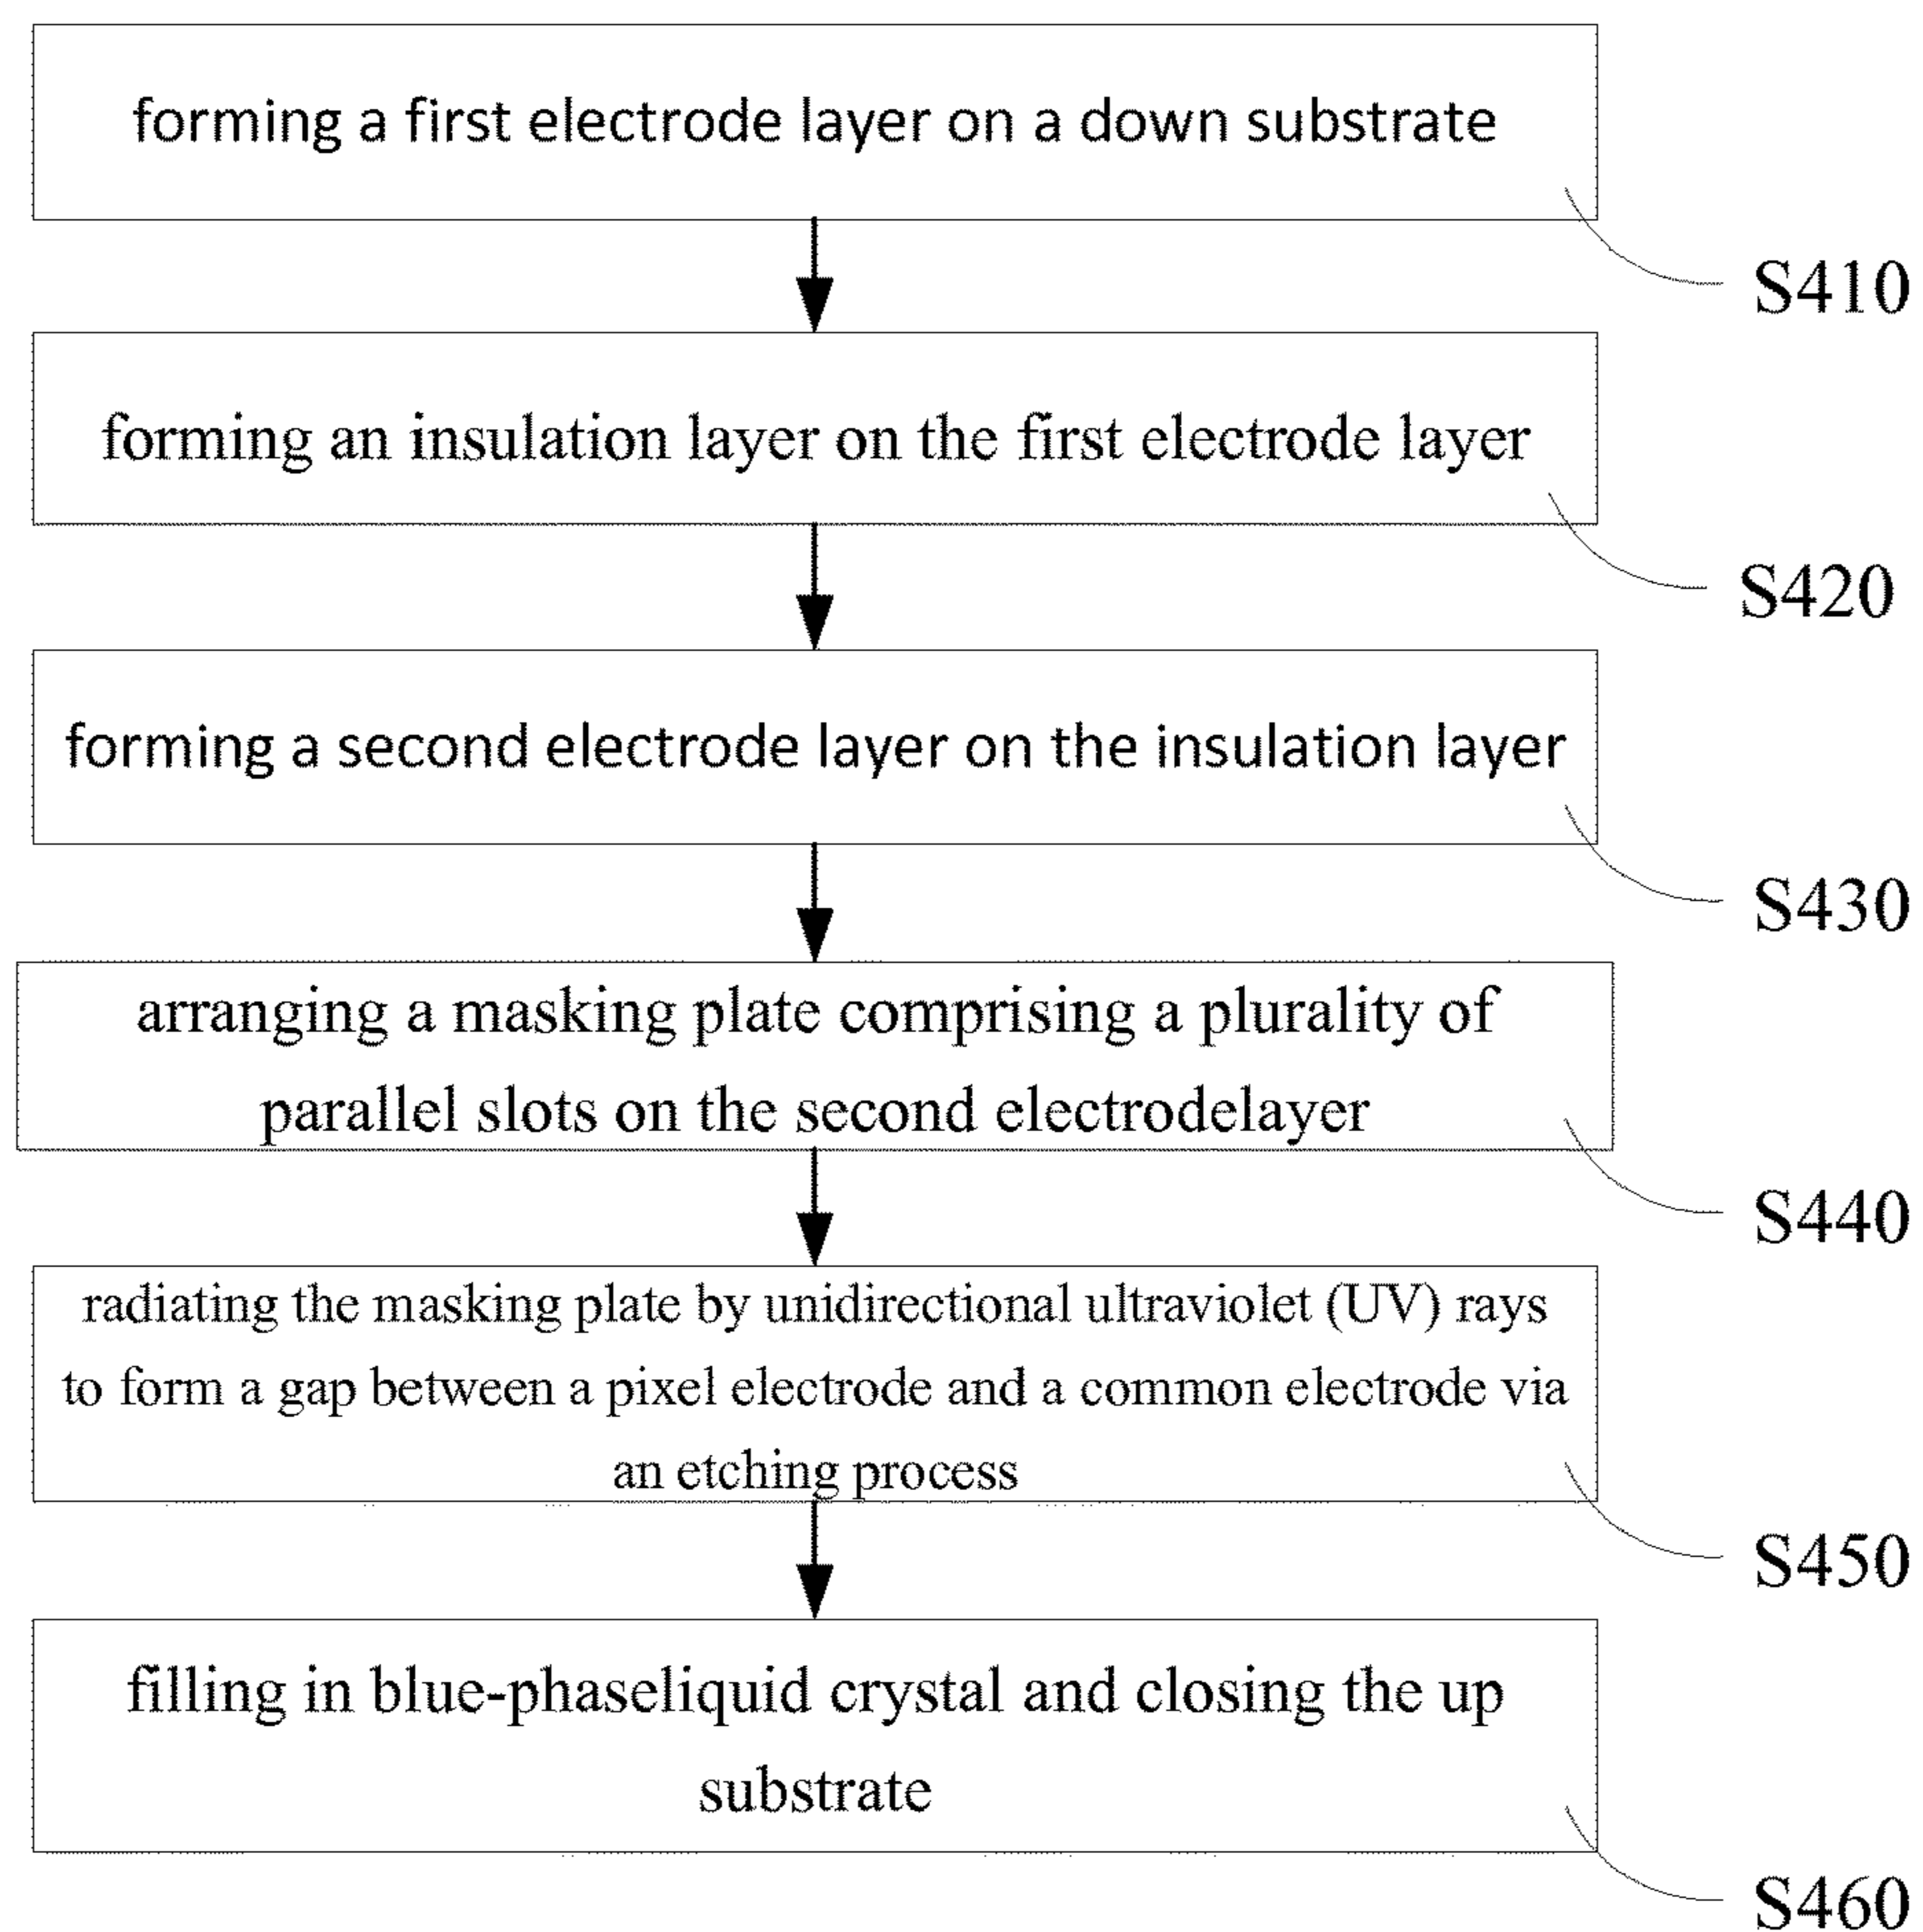 forming a first electrode layer on a down substrate
S410
forming an insulation layer on the first electrode layer
S420
forming a second electrode layer on the insulation layer
S430
arranging a masking plate comprising a plurality of
parallel slots on the second electrodelayer
S440
radiating the masking plate by unidirectional ultraviolet (UV) rays
to form a gap between a pixel electrode and a common electrode via
an etching process
S450
filling in blue-phaseliquid crystal and closing the up
substrate
S460